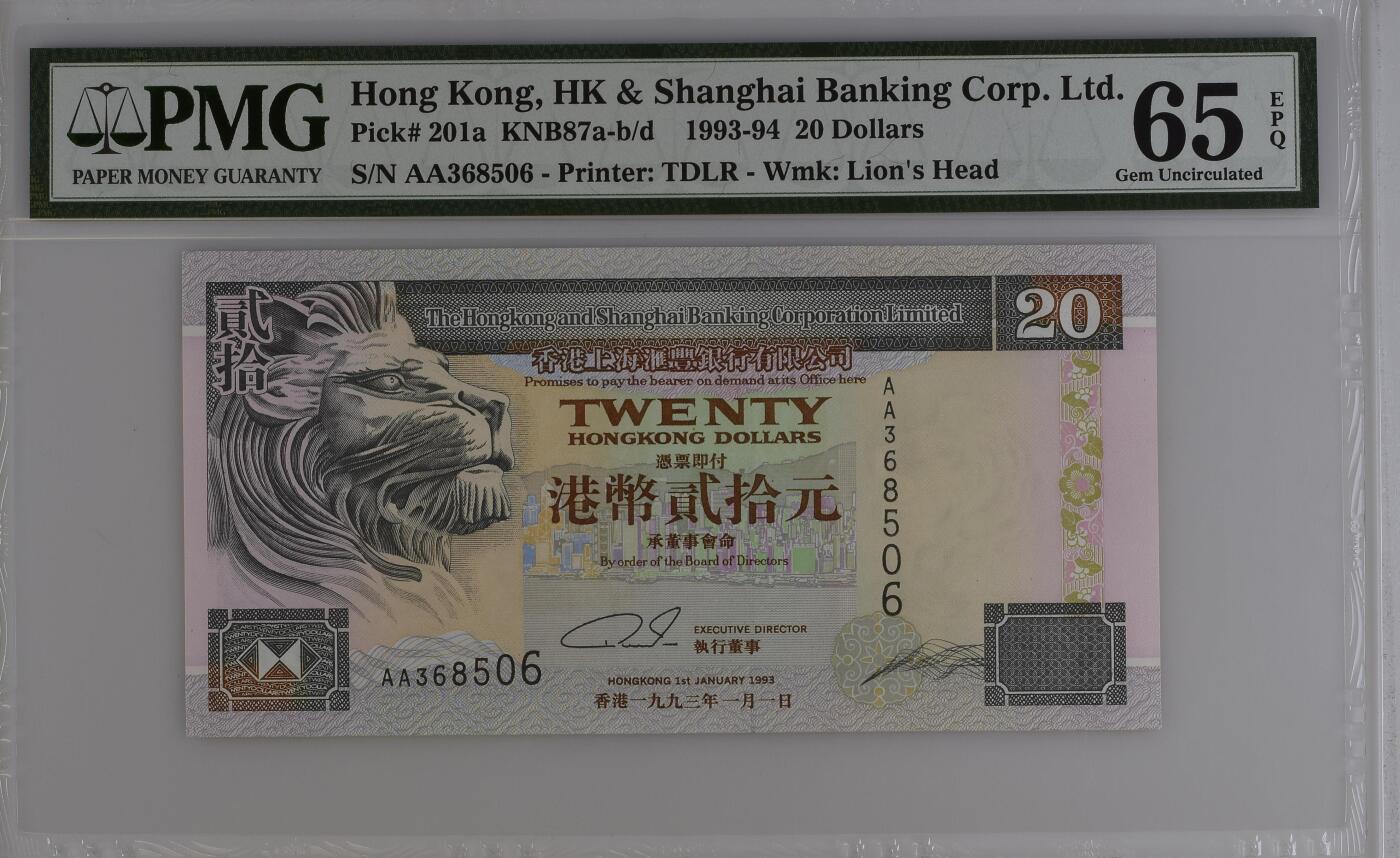 PMG
PAPER MONEY GUARANTY
Hong Kong, HK & Shanghai Banking Corp. Ltd.
Pick# 201a KNB87a-b/d 1993-94 20 Dollars
S/N AA368506 - Printer: TDLR - Wmk: Lion's Head
65
EPQ
Gem Uncirculated
貳拾
The Hongkong and Shanghai Banking Corporation Limited
20
香港上海滙豐銀行有限公司
Promises to pay the bearer on demand at its Office here
AA368506
TWENTY
HONGKONG DOLLARS
憑票即付
港幣貳拾元
承董事會命
By order of the Board of Directors
EXECUTIVE DIRECTOR
執行董事
AA368506
HONGKONG 1st JANUARY 1993
香港一九九三年一月一日